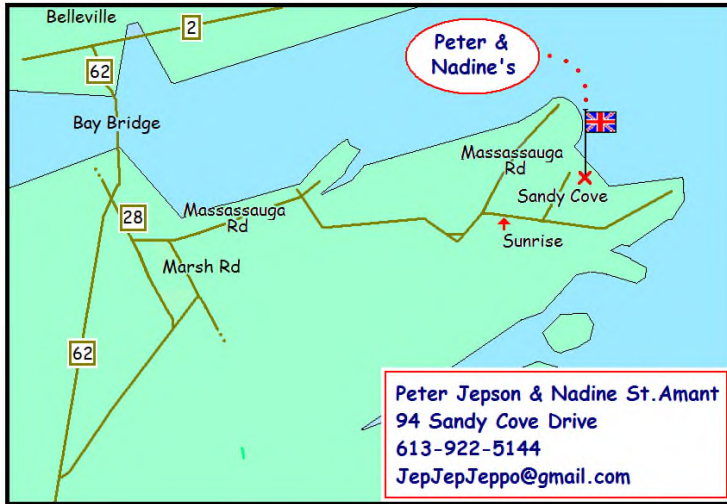 Belleville
2
62
Peter &
Nadine's
Bay Bridge
Massassauga
Rd
Sandy Cove
28
Massassauga
Rd
Sunrise
Marsh Rd
62
Peter Jepson & Nadine St.Amant
94 Sandy Cove Drive
613-922-5144
JepJepJeppo@gmail.com